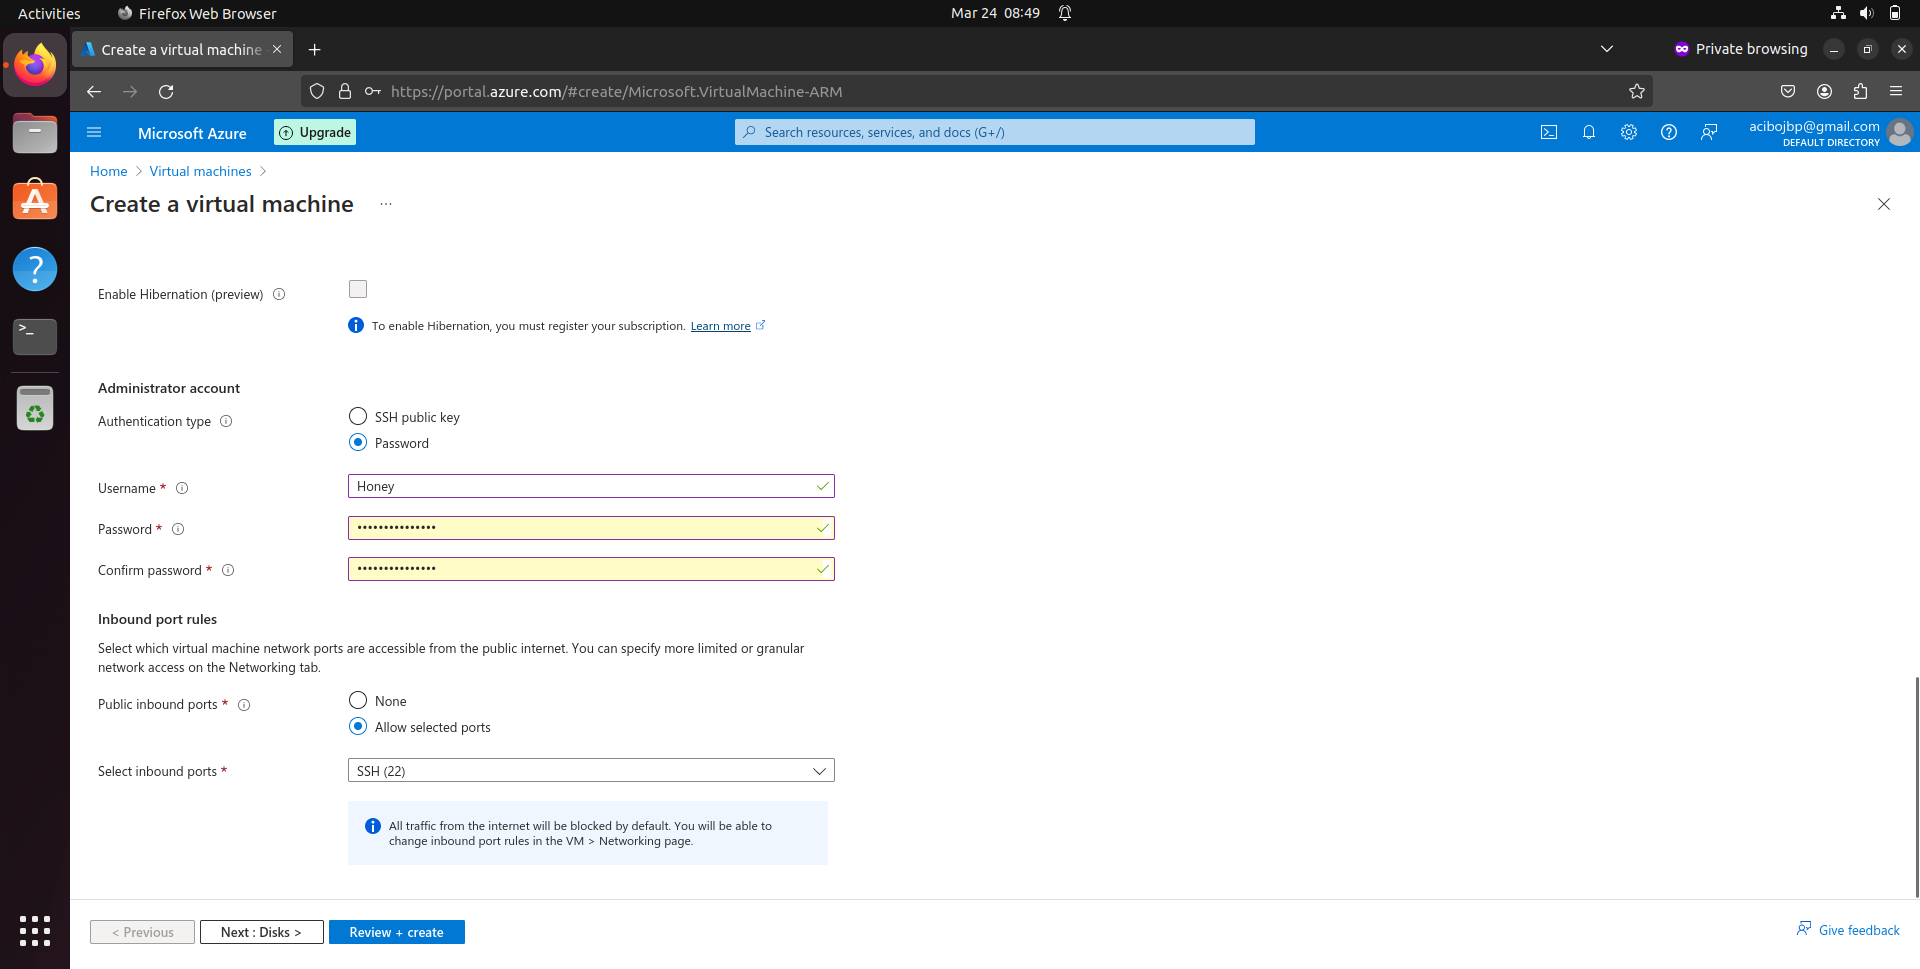 Activities
Firefox Web Browser
Mar 24 08:49
Create a virtual machine
Private browsing
https://portal.azure.com/#create/Microsoft.VirtualMachine-ARM
Microsoft Azure
Upgrade
Search resources, services, and docs (G+/)
acibojbp@gmail.com
DEFAULT DIRECTORY
Home > Virtual machines >
Create a virtual machine ...
Enable Hibernation (preview)
To enable Hibernation, you must register your subscription. Learn more
Administrator account
Authentication type
SSH public key
Password
Username *
Honey
Password *
•••••••••••••••
Confirm password *
•••••••••••••••
Inbound port rules
Select which virtual machine network ports are accessible from the public internet. You can specify more limited or granular
network access on the Networking tab.
Public inbound ports *
None
Allow selected ports
Select inbound ports *
SSH (22)
All traffic from the internet will be blocked by default. You will be able to
change inbound port rules in the VM > Networking page.
< Previous
Next : Disks >
Review + create
Give feedback